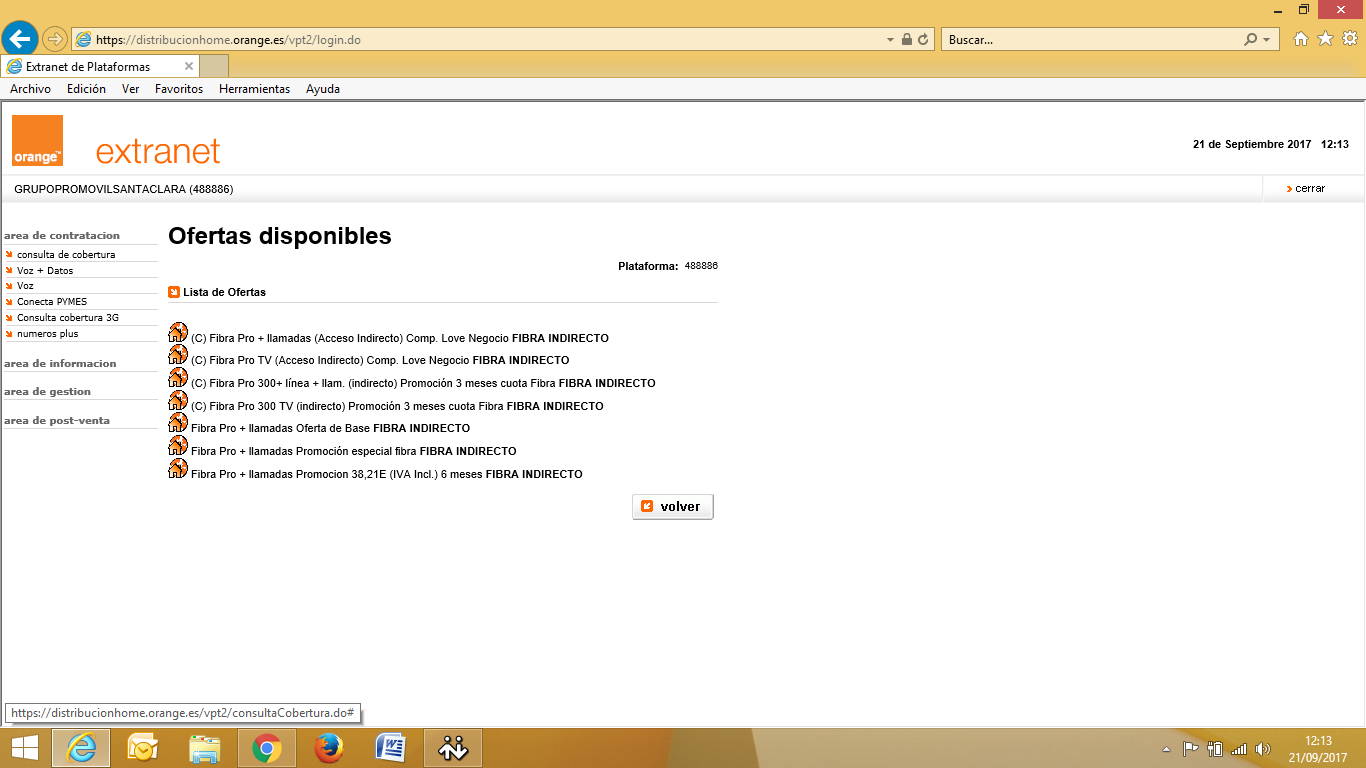 https://distribucionhome.orange.es/vpt2/login.do
Buscar...
Extranet de Plataformas
Archivo Edición Ver Favoritos Herramientas Ayuda
orange™
extranet
21 de Septiembre 2017 12:13
GRUPOPROMOVILSANTACLARA (488886)
cerrar
area de contratacion
consulta de cobertura
Voz + Datos
Voz
Conecta PYMES
Consulta cobertura 3G
numeros plus
area de informacion
area de gestion
area de post-venta
Ofertas disponibles
Plataforma: 488886
Lista de Ofertas
(C) Fibra Pro + llamadas (Acceso Indirecto) Comp. Love Negocio FIBRA INDIRECTO
(C) Fibra Pro TV (Acceso Indirecto) Comp. Love Negocio FIBRA INDIRECTO
(C) Fibra Pro 300+ línea + llam. (indirecto) Promoción 3 meses cuota Fibra FIBRA INDIRECTO
(C) Fibra Pro 300 TV (indirecto) Promoción 3 meses cuota Fibra FIBRA INDIRECTO
Fibra Pro + llamadas Oferta de Base FIBRA INDIRECTO
Fibra Pro + llamadas Promoción especial fibra FIBRA INDIRECTO
Fibra Pro + llamadas Promocion 38,21E (IVA Incl.) 6 meses FIBRA INDIRECTO
volver
https://distribucionhome.orange.es/vpt2/consultaCobertura.do#
12:13
21/09/2017